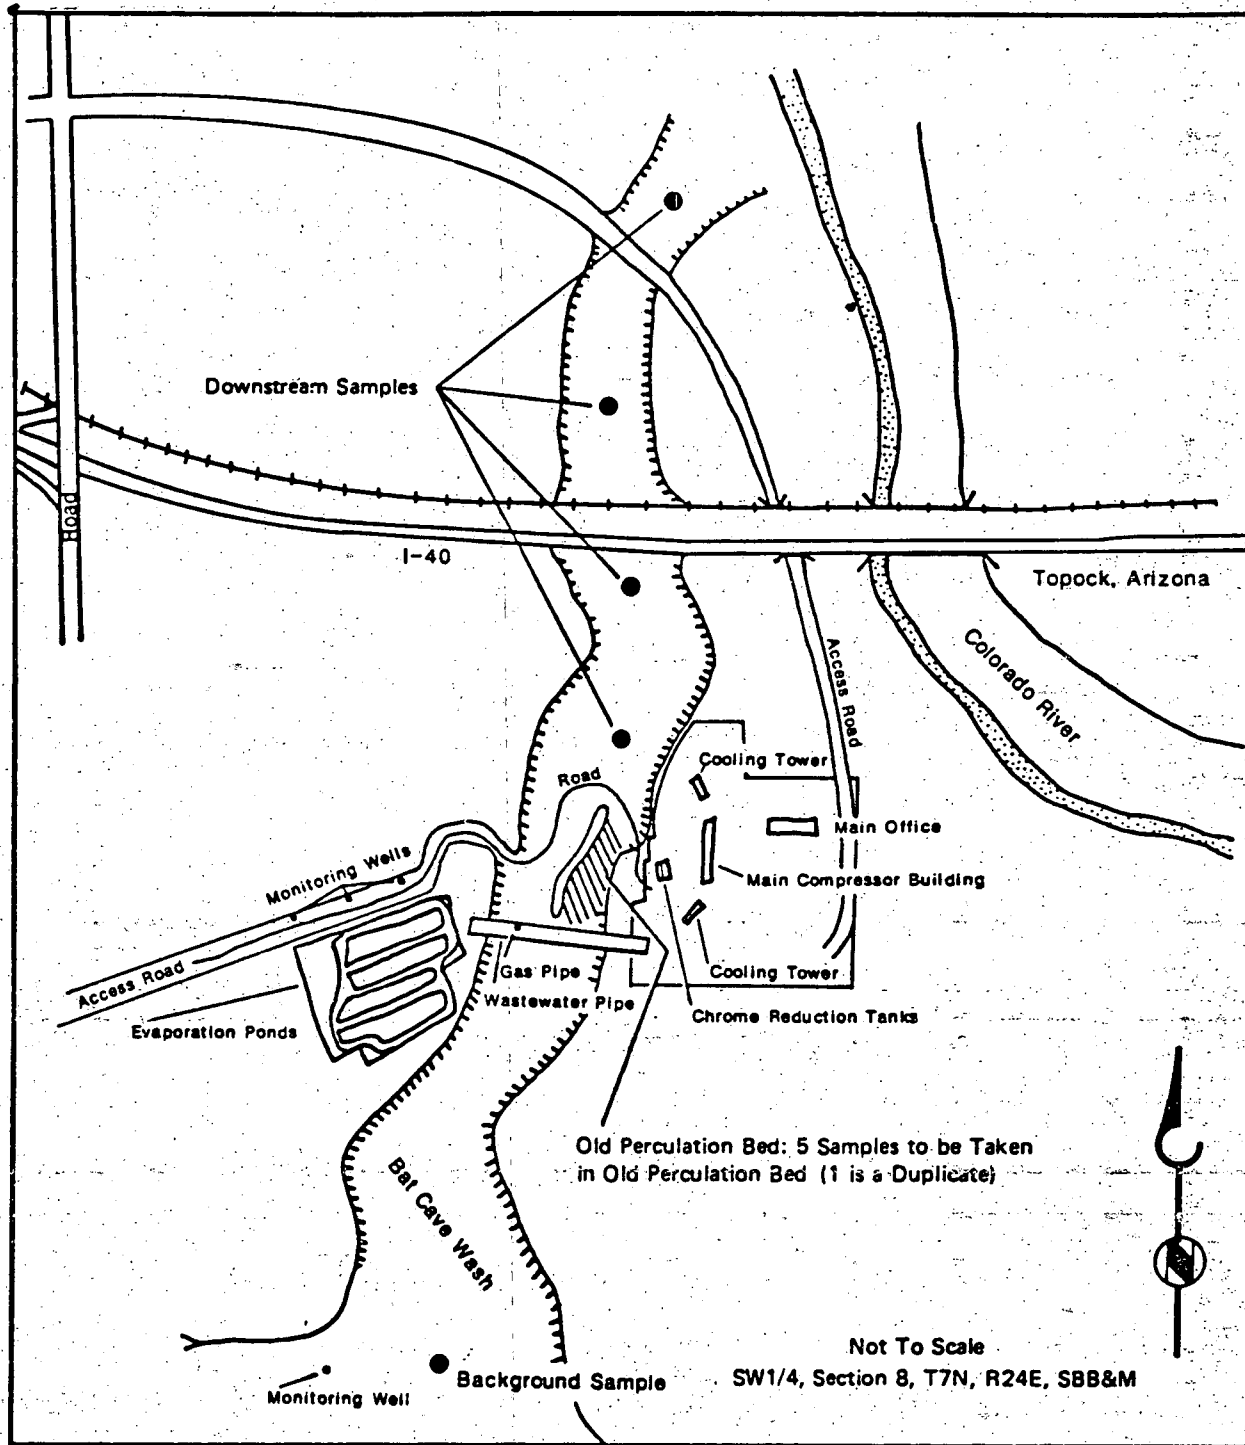 Downstream Samples
Road
I-40
Topock, Arizona
Colorado River
Access Road
Cooling Tower
Road
Main Office
Monitoring Wells
Main Compressor Building
Access Road
Gas Pipe
Cooling Tower
Wastewater Pipe
Chrome Reduction Tanks
Evaporation Ponds
Old Perculation Bed: 5 Samples to be Taken
in Old Perculation Bed (1 is a Duplicate)
Bat Cave Wash
N
Not To Scale
SW1/4, Section 8, T7N, R24E, SBB&M
Background Sample
Monitoring Well